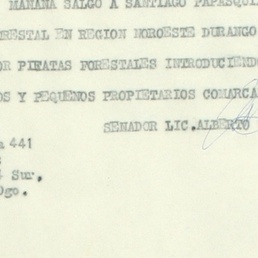 MAÑANA SALGO A SANTIAGO PAPASQUI
ORESTAL EN REGION NOROESTE DURANGO
OR PIRATAS FORESTALES INTRODUCIENDO
OS Y PEQUEÑOS PROPIETARIOS COMARCA
SENADOR LIC.ALBERTO
441
Sur,
Dgo.